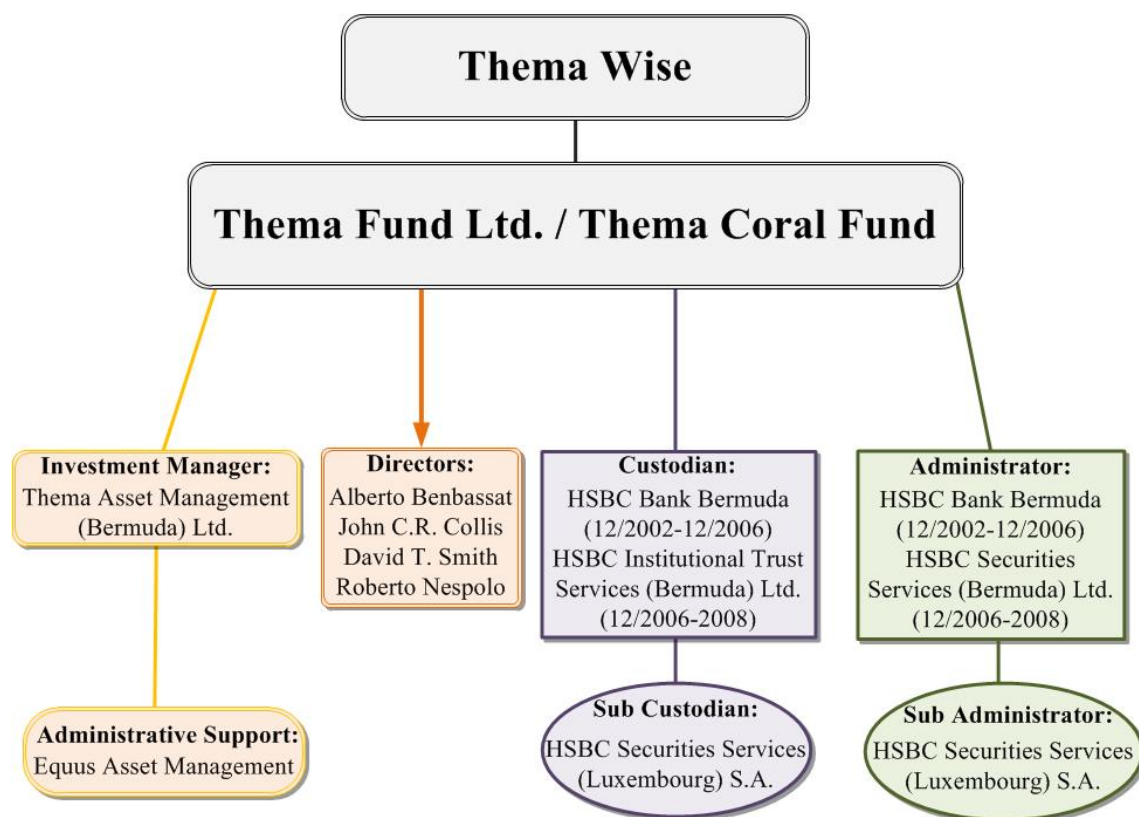 Thema Wise
Thema Fund Ltd. / Thema Coral Fund
Investment Manager:
Thema Asset Management
(Bermuda) Ltd.
Directors:
Alberto Benbassat
John C.R. Collis
David T. Smith
Roberto Nespolo
Custodian:
HSBC Bank Bermuda
(12/2002-12/2006)
HSBC Institutional Trust
Services (Bermuda) Ltd.
(12/2006-2008)
Administrator:
HSBC Bank Bermuda
(12/2002-12/2006)
HSBC Securities
Services (Bermuda) Ltd.
(12/2006-2008)
Administrative Support:
Equus Asset Management
Sub Custodian:
HSBC Securities Services
(Luxembourg) S.A.
Sub Administrator:
HSBC Securities Services
(Luxembourg) S.A.